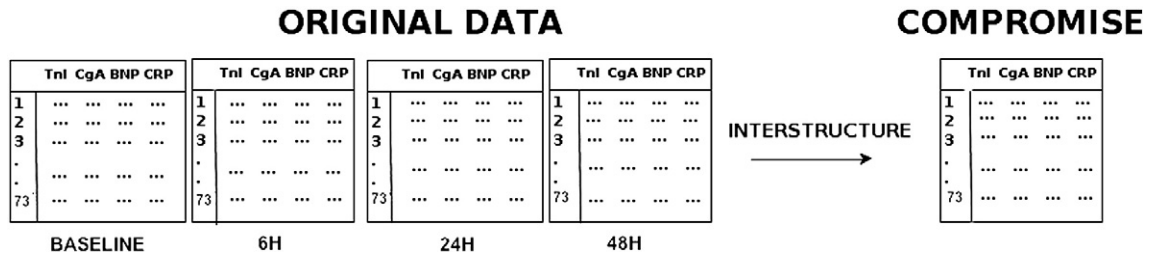 ORIGINAL DATA COMPROMISE
TnI CgA BNP CRP TnI CgA BNP CRP TnI CgA BNP CRP TnI CgA BNP CRP TnI CgA BNP CRP
1 ... ... ... ... 1 ... ... ... ... 1 ... ... ... ... 1 ... ... ... ... 1 ... ... ... ...
2 ... ... ... ... 2 ... ... ... ... 2 ... ... ... ... 2 ... ... ... ... 2 ... ... ... ...
3 ... ... ... ... 3 ... ... ... ... 3 ... ... ... ... 3 ... ... ... ... INTERSTRUCTURE 3 ... ... ... ...
. . . . .
. ... ... ... ... . ... ... ... ... . ... ... ... ... . ... ... ... ... . ... ... ... ...
73 ... ... ... ... 73 ... ... ... ... 73 ... ... ... ... 73 ... ... ... ... 73 ... ... ... ...
BASELINE 6H 24H 48H